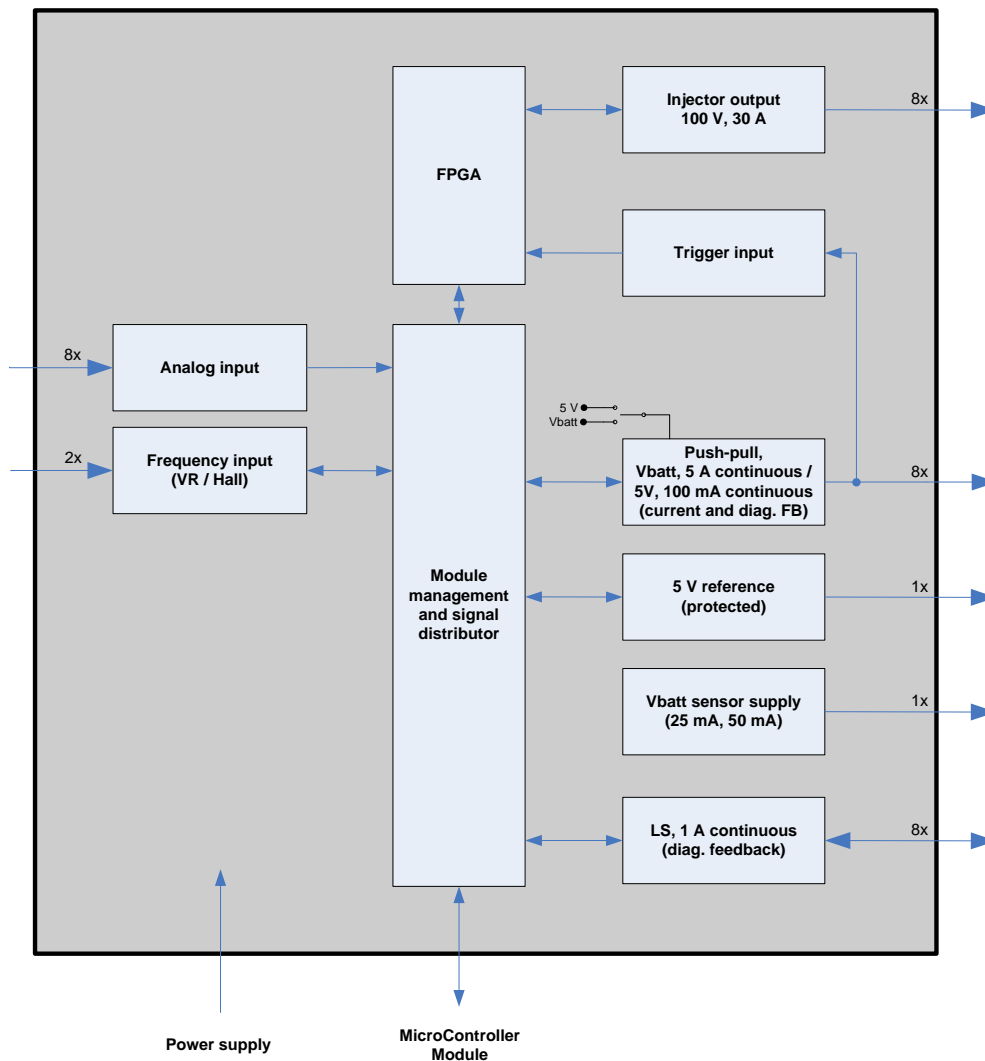 Injector output
100 V, 30 A
8x
FPGA
Trigger input
8x
Analog input
5 V
Vbatt
2x
Frequency input
(VR / Hall)
Push-pull,
Vbatt, 5 A continuous /
5V, 100 mA continuous
(current and diag. FB)
8x
Module
management
and signal
distributor
5 V reference
(protected)
1x
Vbatt sensor supply
(25 mA, 50 mA)
1x
LS, 1 A continuous
(diag. feedback)
8x
Power supply
MicroController
Module